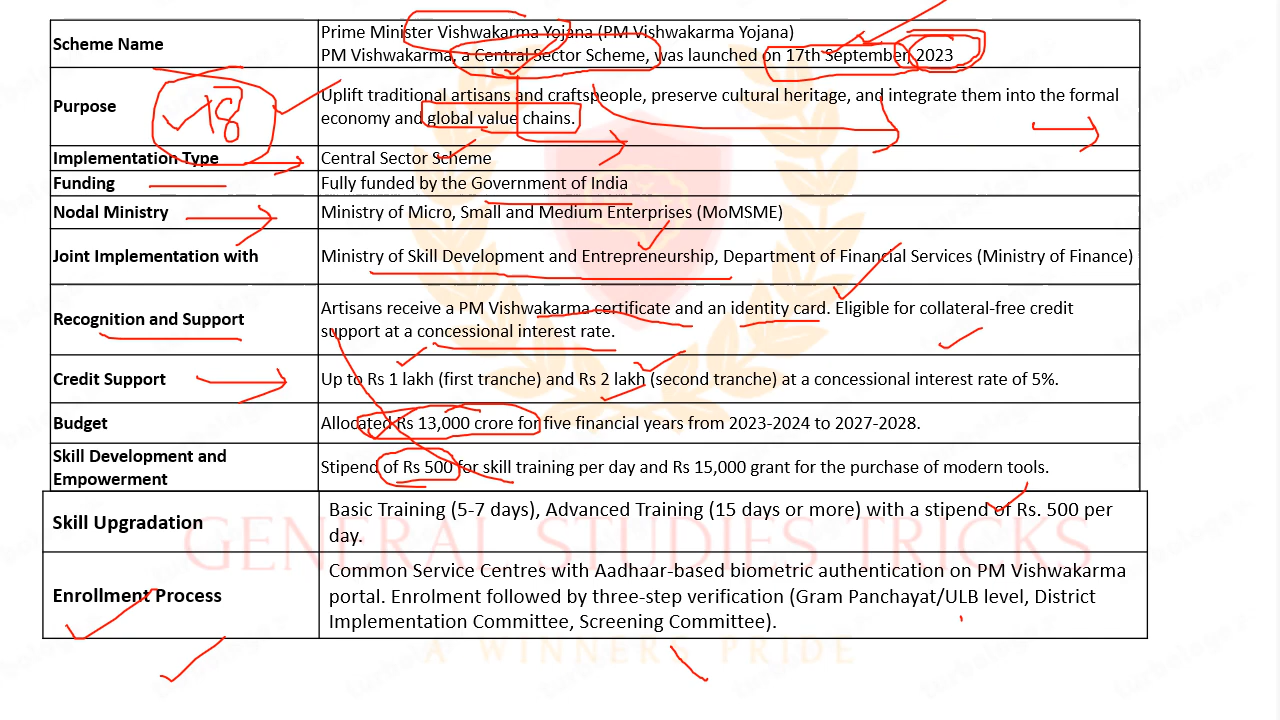 Scheme Name
Prime Minister Vishwakarma Yojana (PM Vishwakarma Yojana)
PM Vishwakarma, a Central Sector Scheme, was launched on 17th September, 2023
Purpose
18
Uplift traditional artisans and craftspeople, preserve cultural heritage, and integrate them into the formal
economy and global value chains.
Implementation Type
Central Sector Scheme
Funding
Fully funded by the Government of India
Nodal Ministry
Ministry of Micro, Small and Medium Enterprises (MoMSME)
Joint Implementation with
Ministry of Skill Development and Entrepreneurship, Department of Financial Services (Ministry of Finance)
Recognition and Support
Artisans receive a PM Vishwakarma certificate and an identity card. Eligible for collateral-free credit
support at a concessional interest rate.
Credit Support
Up to Rs 1 lakh (first tranche) and Rs 2 lakh (second tranche) at a concessional interest rate of 5%.
Budget
Allocated Rs 13,000 crore for five financial years from 2023-2024 to 2027-2028.
Skill Development and
Empowerment
Stipend of Rs 500 for skill training per day and Rs 15,000 grant for the purchase of modern tools.
Skill Upgradation
Basic Training (5-7 days), Advanced Training (15 days or more) with a stipend of Rs. 500 per
day.
GENERAL STUDIES TRICKS
Enrollment Process
Common Service Centres with Aadhaar-based biometric authentication on PM Vishwakarma
portal. Enrolment followed by three-step verification (Gram Panchayat/ULB level, District
Implementation Committee, Screening Committee).
A WINNERS PRIDE